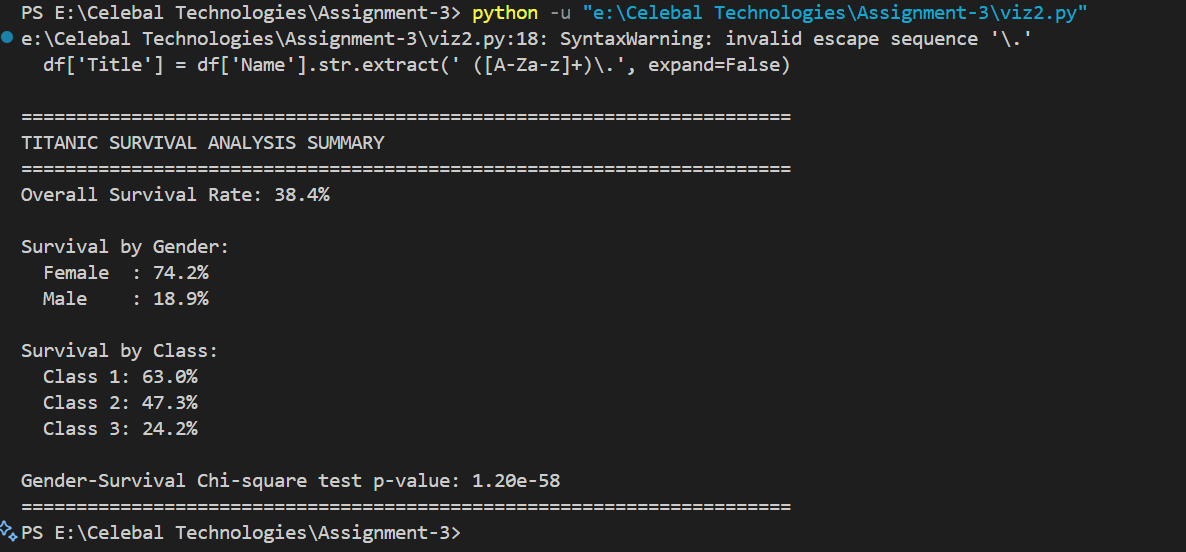 PS E:\Celebal Technologies\Assignment-3> python -u "e:\Celebal Technologies\Assignment-3\viz2.py"
e:\Celebal Technologies\Assignment-3\viz2.py:18: SyntaxWarning: invalid escape sequence '\.'
  df['Title'] = df['Name'].str.extract(' ([A-Za-z]+)\.', expand=False)
======================================================================
TITANIC SURVIVAL ANALYSIS SUMMARY
======================================================================
Overall Survival Rate: 38.4%
Survival by Gender:
  Female  : 74.2%
  Male    : 18.9%
Survival by Class:
  Class 1: 63.0%
  Class 2: 47.3%
  Class 3: 24.2%
Gender-Survival Chi-square test p-value: 1.20e-58
======================================================================
PS E:\Celebal Technologies\Assignment-3>